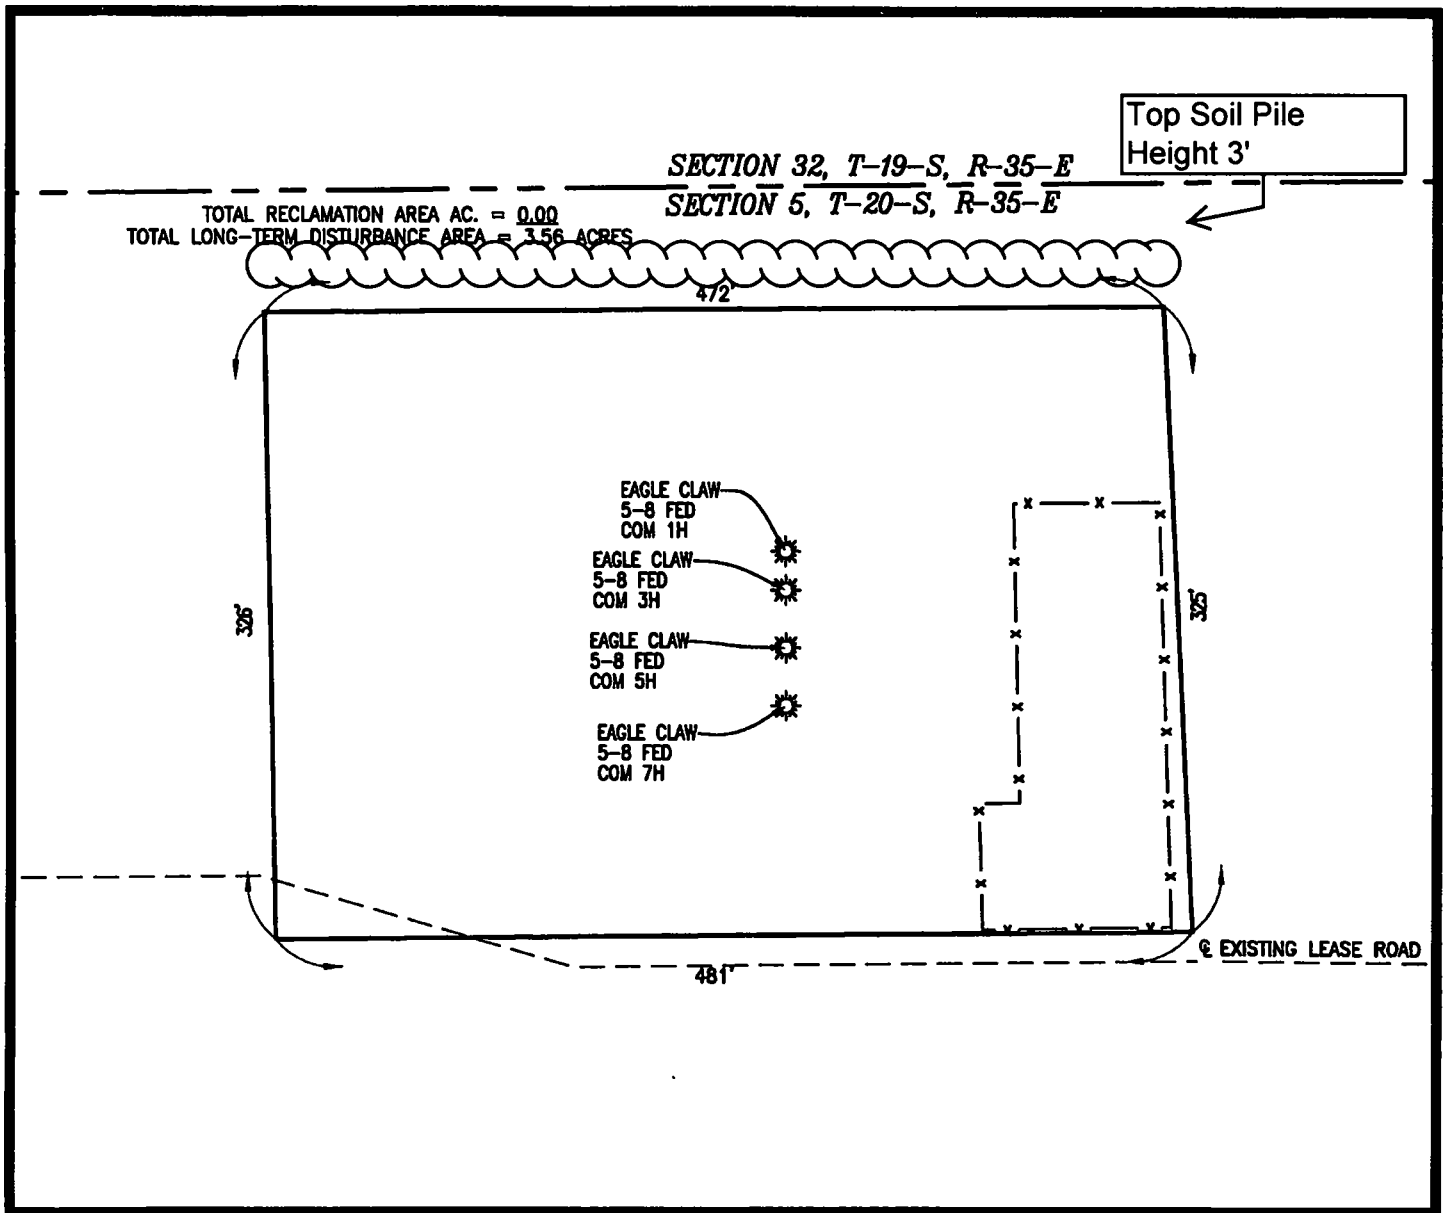 Top Soil Pile
Height 3'
SECTION 32, T-19-S, R-35-E
SECTION 5, T-20-S, R-35-E
TOTAL RECLAMATION AREA AC. = 0.00
TOTAL LONG-TERM DISTURBANCE AREA = 3.56 ACRES
472'
EAGLE CLAW
5-8 FED
COM 1H
EAGLE CLAW
5-8 FED
COM 3H
326'
325'
EAGLE CLAW
5-8 FED
COM 5H
EAGLE CLAW
5-8 FED
COM 7H
℄ EXISTING LEASE ROAD
481'